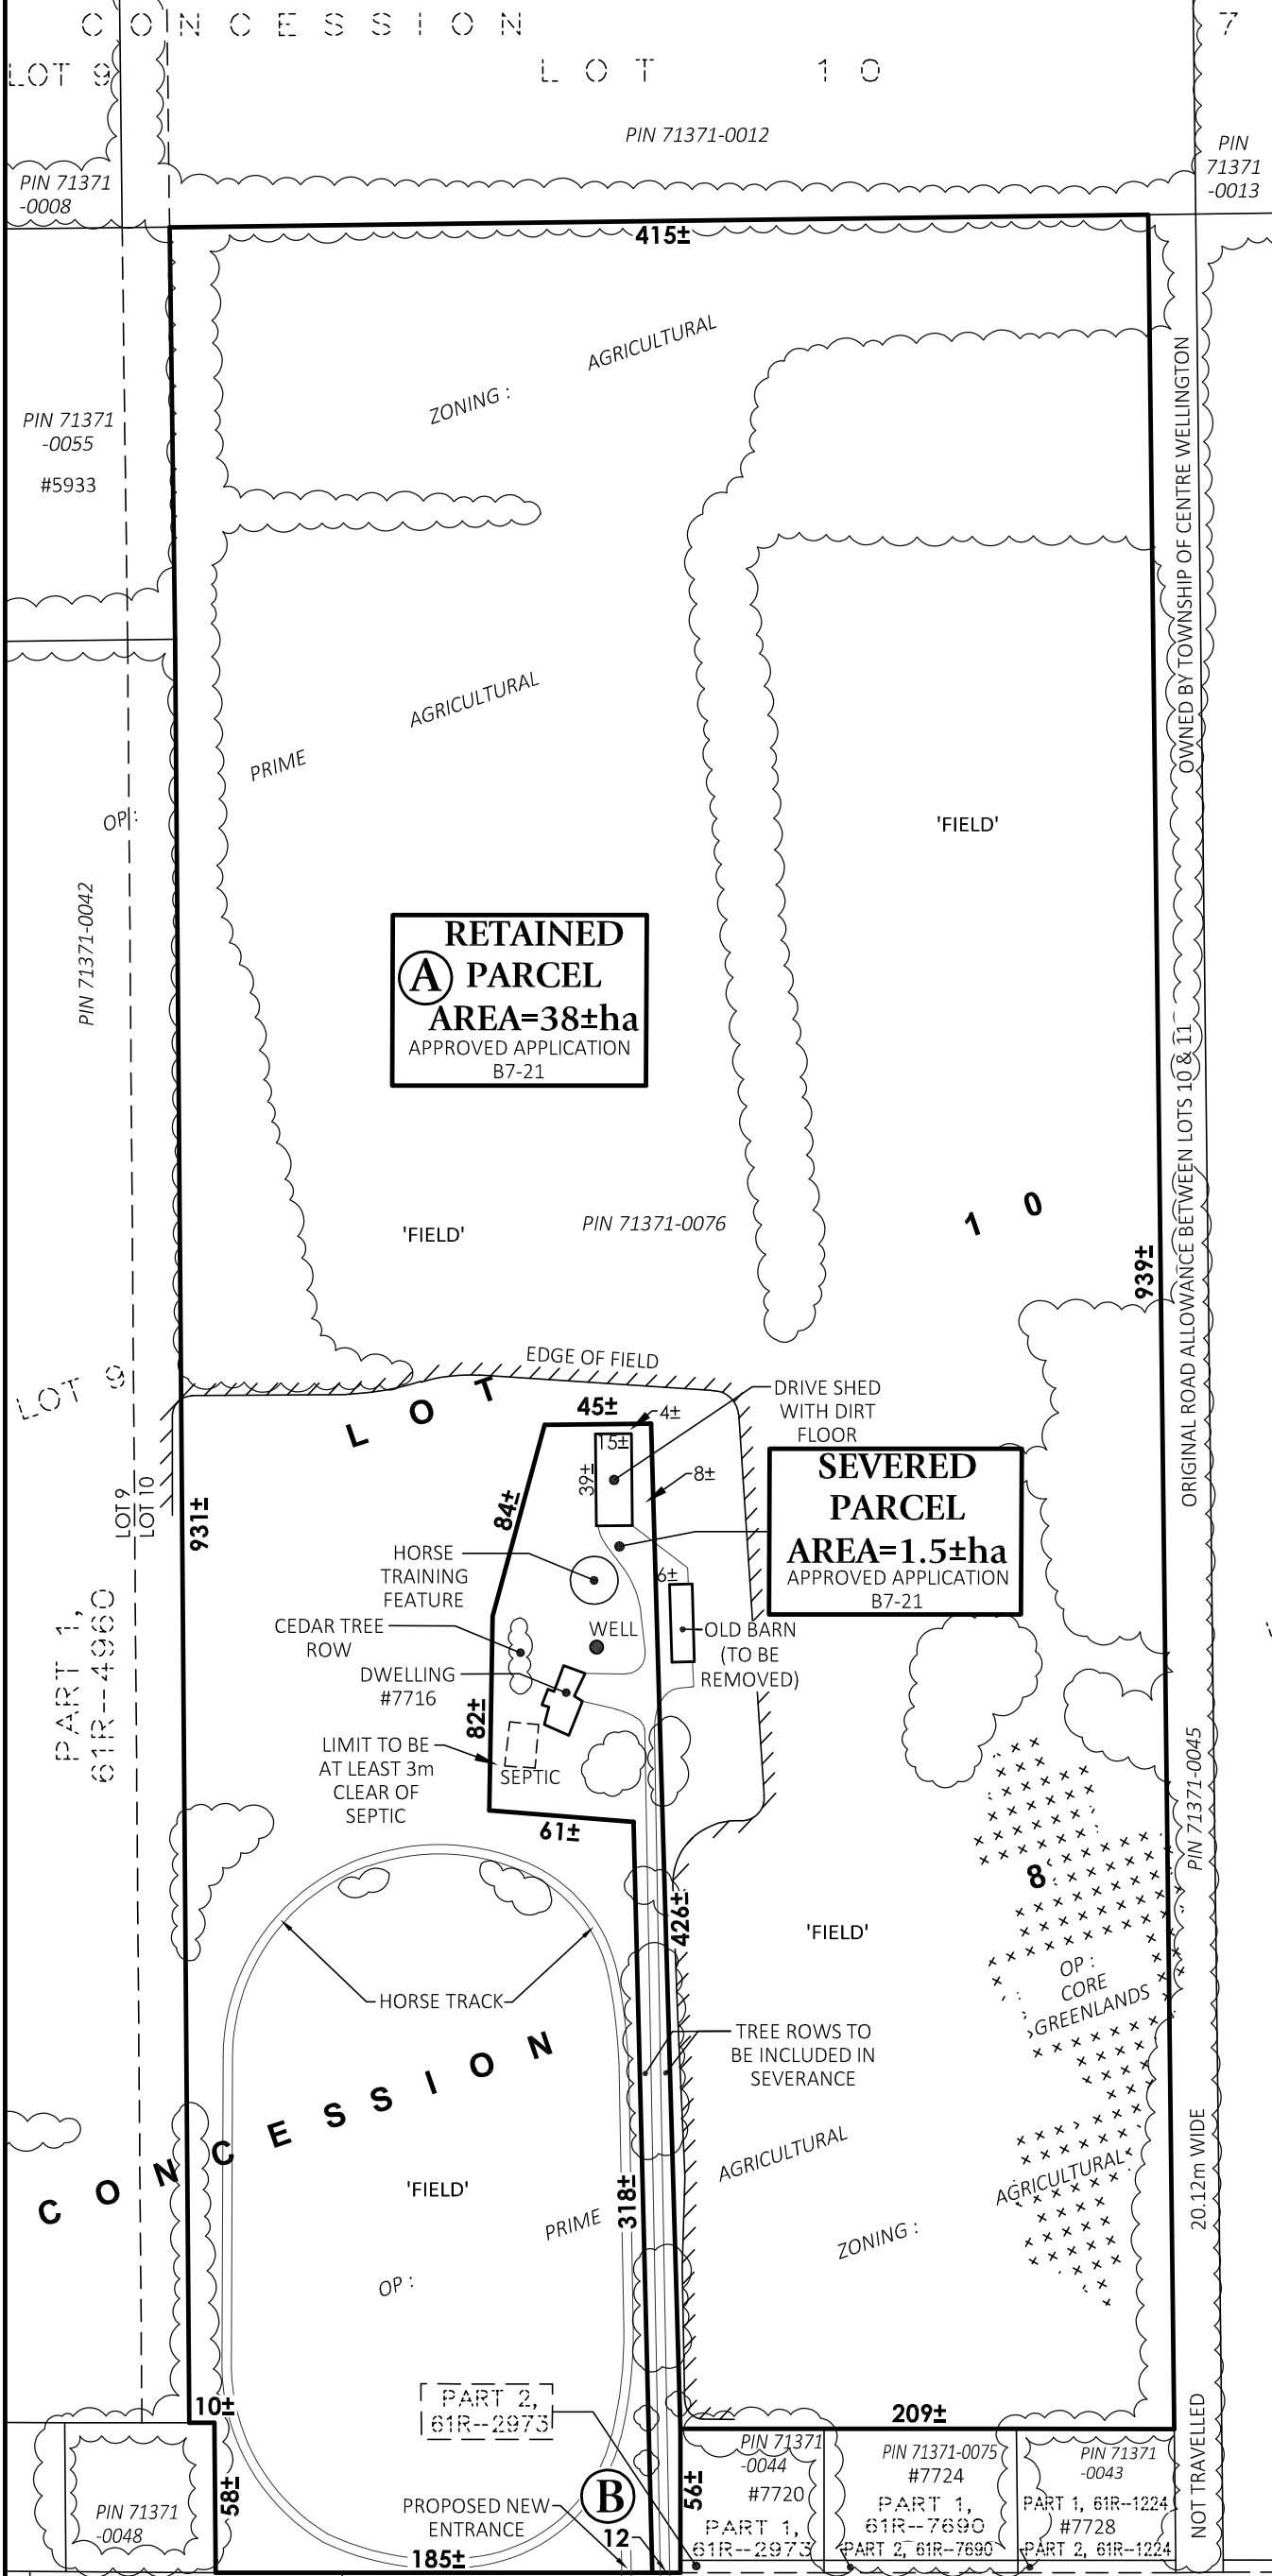 CONCESSION 7
LOT 9
LOT 10
PIN 71371-0012
PIN
71371
-0013
PIN 71371
-0008
415±
ZONING : AGRICULTURAL
PIN 71371
-0055
#5933
OWNED BY TOWNSHIP OF CENTRE WELLINGTON
OP : PRIME AGRICULTURAL
'FIELD'
PIN 71371-0042
RETAINED
A PARCEL
AREA=38±ha
APPROVED APPLICATION
B7-21
ORIGINAL ROAD ALLOWANCE BETWEEN LOTS 10 & 11
'FIELD'
PIN 71371-0076
939±
EDGE OF FIELD
LOT 10
LOT 9
45±
4±
15±
39±
8±
DRIVE SHED
WITH DIRT
FLOOR
SEVERED
PARCEL
AREA=1.5±ha
APPROVED APPLICATION
B7-21
LOT 9
LOT 10
931±
84±
HORSE
TRAINING
FEATURE
6±
PART 1,
61R--4960
CEDAR TREE
ROW
WELL
OLD BARN
(TO BE
REMOVED)
DWELLING
#7716
82±
LIMIT TO BE
AT LEAST 3m
CLEAR OF
SEPTIC
SEPTIC
PIN 71371-0045
61±
426±
'FIELD'
OP :
CORE
GREENLANDS
HORSE TRACK
TREE ROWS TO
BE INCLUDED IN
SEVERANCE
CONCESSION 8
'FIELD'
318±
OP : PRIME AGRICULTURAL
ZONING : AGRICULTURAL
20.12m WIDE
10±
PART 2,
61R--2973
209±
NOT TRAVELLED
58±
PIN 71371
-0048
PROPOSED NEW
ENTRANCE
B
12
56±
185±
PIN 71371
-0044
#7720
PART 1,
61R--2973
PIN 71371-0075
#7724
PART 1,
61R--7690
PART 2, 61R--7690
PIN 71371
-0043
PART 1, 61R--1224
#7728
PART 2, 61R--1224